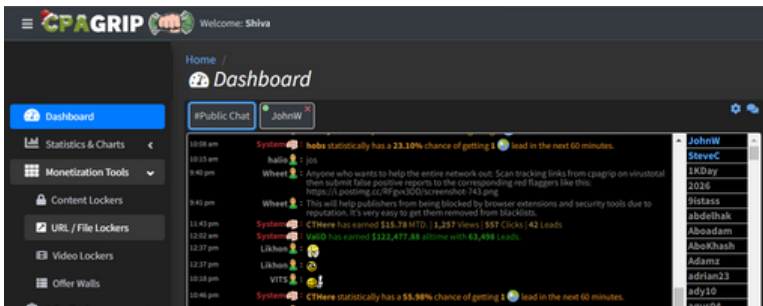 CPAGRIP Welcome: Shiva
Home /
Dashboard
Dashboard
Statistics & Charts
Monetization Tools
Content Lockers
URL / File Lockers
Video Lockers
Offer Walls
#Public Chat JohnW
10:08 am System: hobs statistically has a 23.10% chance of getting 1 lead in the next 60 minutes.
10:15 am halio: jos
9:40 pm Wheet: Anyone who wants to help the entire network out: Scan tracking links from cpagrip on virustotal
then submit false positive reports to the corresponding red flaggers like this:
https://i.postimg.cc/RFgvx3DD/screenshot-743.png
9:41 pm Wheet: This will help publishers from being blocked by browser extensions and security tools due to
reputation. It's very easy to get them removed from blacklists.
11:43 pm System: CTHere has earned $15.78 MTD. | 1,257 Views | 557 Clicks | 42 Leads
12:02 am System: ValiD has earned $122,477.88 alltime with 63,498 Leads.
12:37 pm Likhon:
12:37 pm Likhon:
10:18 pm VITS:
10:46 pm System: CTHere statistically has a 55.98% chance of getting 1 lead in the next 60 minutes.
JohnW
SteveC
1KDay
2026
9istass
abdelhak
Aboadam
AboKhash
Adamz
adrian23
ady10